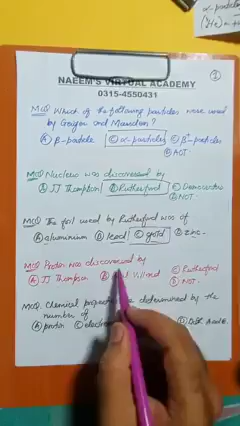 α-particle
NAEEM'S VIRTUAL ACADEMY
0315-4550431
MCQ Which of the following particles were used
by Geiger and Marsden?
(A) β-particle (C) α-particles (C) β-particles
(D) NOT
MCQ Nucleus was discovered by
(A) JJ Thompson (B) Rutherford (C) Democritus
(D) NOT
MCQ The foil used by Rutherford was of
(A) aluminium (B) lead (C) gold (D) zinc.
MCQ Proton was discovered by
(A) JJ Thompson (B) (C) Rutherford
(D) NOT.
MCQ Chemical properties are determined by the
number of
(A) proton (C) electron (D) Both A and B.